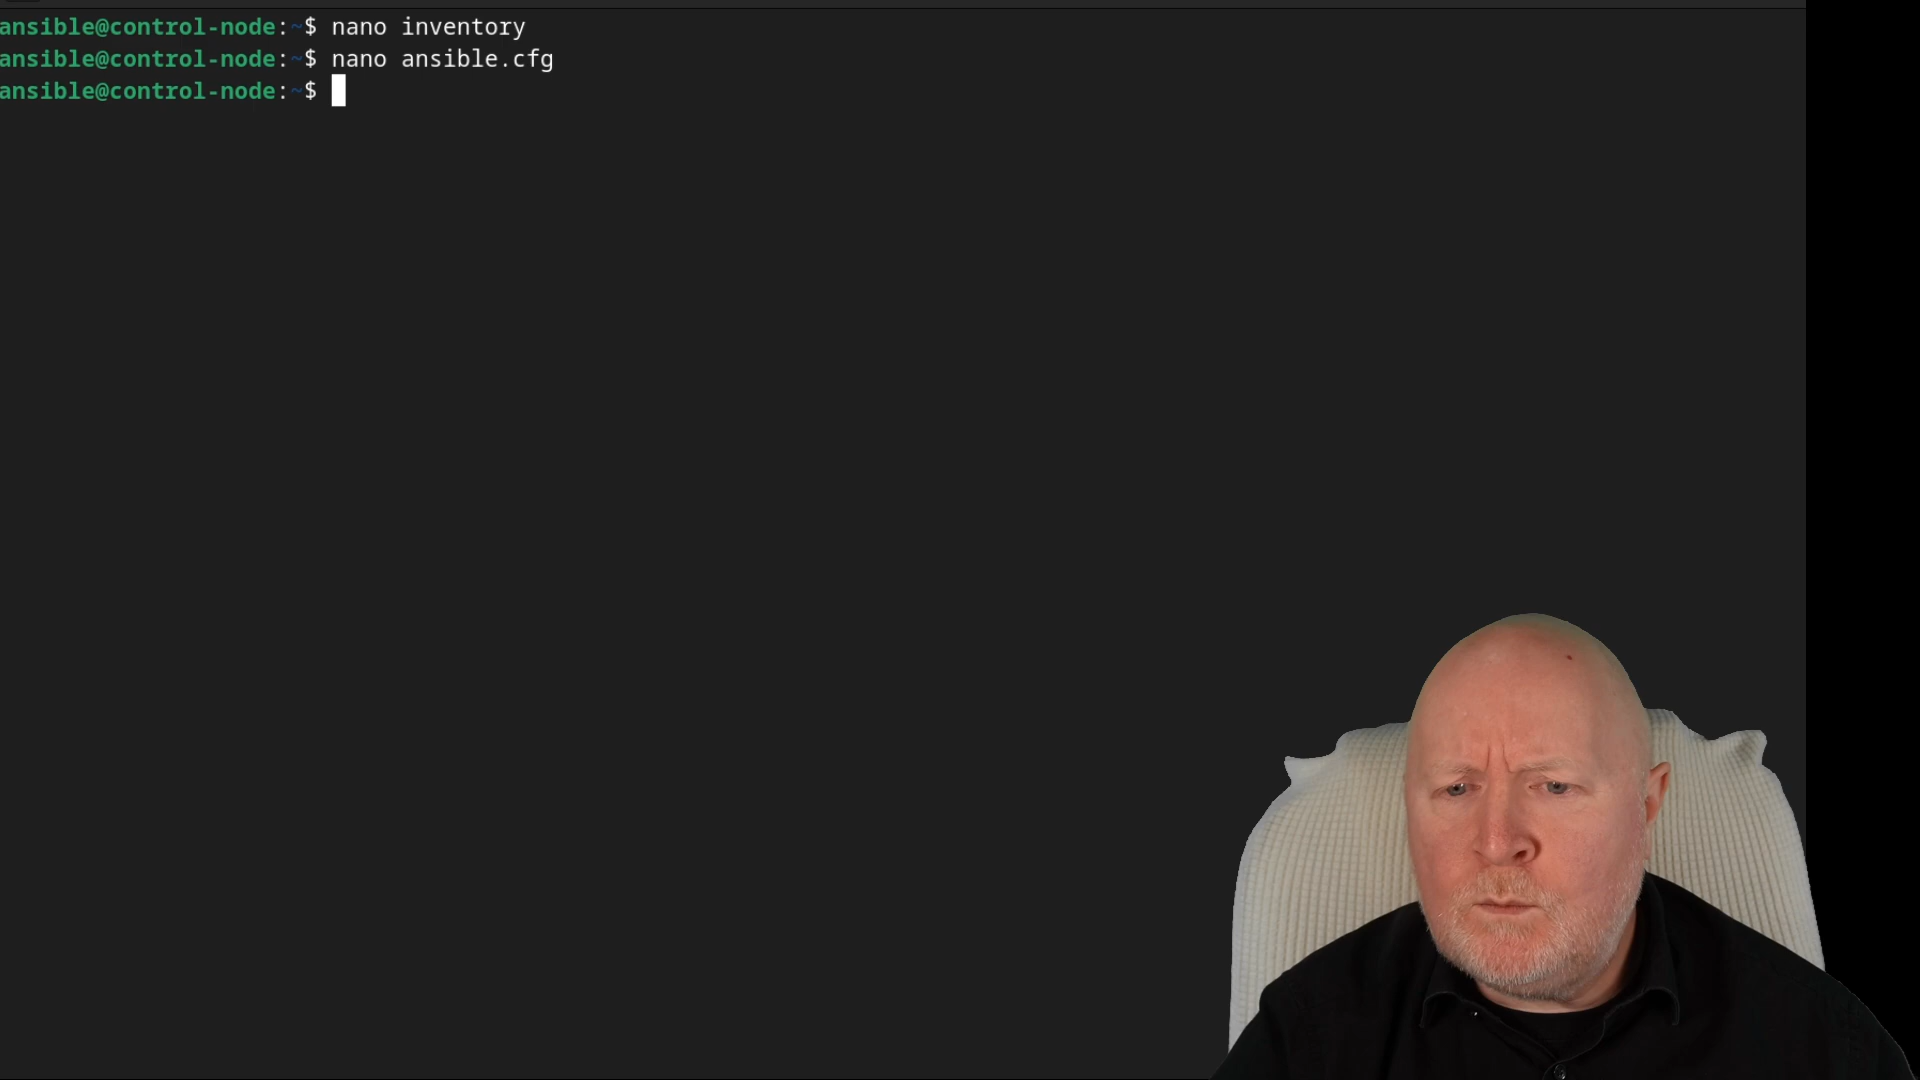 ansible@control-node:~$ nano inventory
ansible@control-node:~$ nano ansible.cfg
ansible@control-node:~$